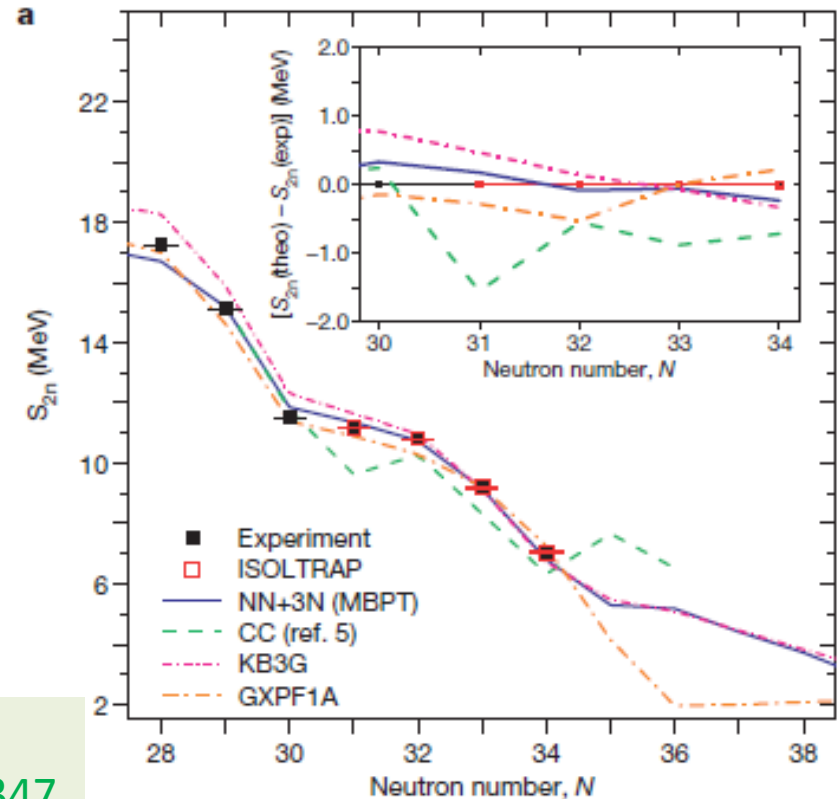 a
22
18
14
10
6
2
S2n (MeV)
2.0
1.0
0.0
–1.0
–2.0
[S2n(theo) – S2n(exp)] (MeV)
30 31 32 33 34
Neutron number, N
Experiment
ISOLTRAP
NN+3N (MBPT)
CC (ref. 5)
KB3G
GXPF1A
28 30 32 34 36 38
Neutron number, N